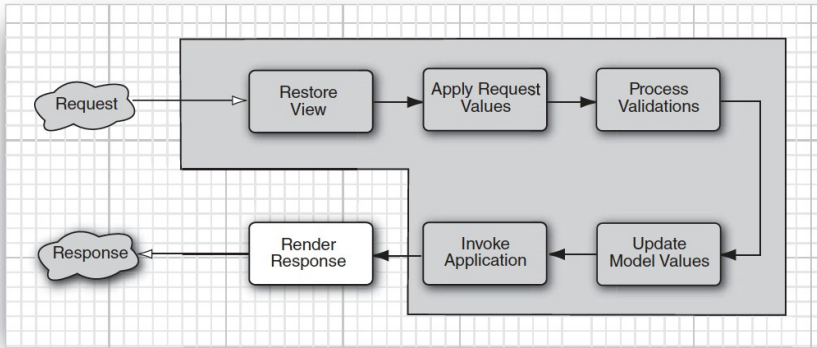 Request
Restore
View
Apply Request
Values
Process
Validations
Response
Render
Response
Invoke
Application
Update
Model Values